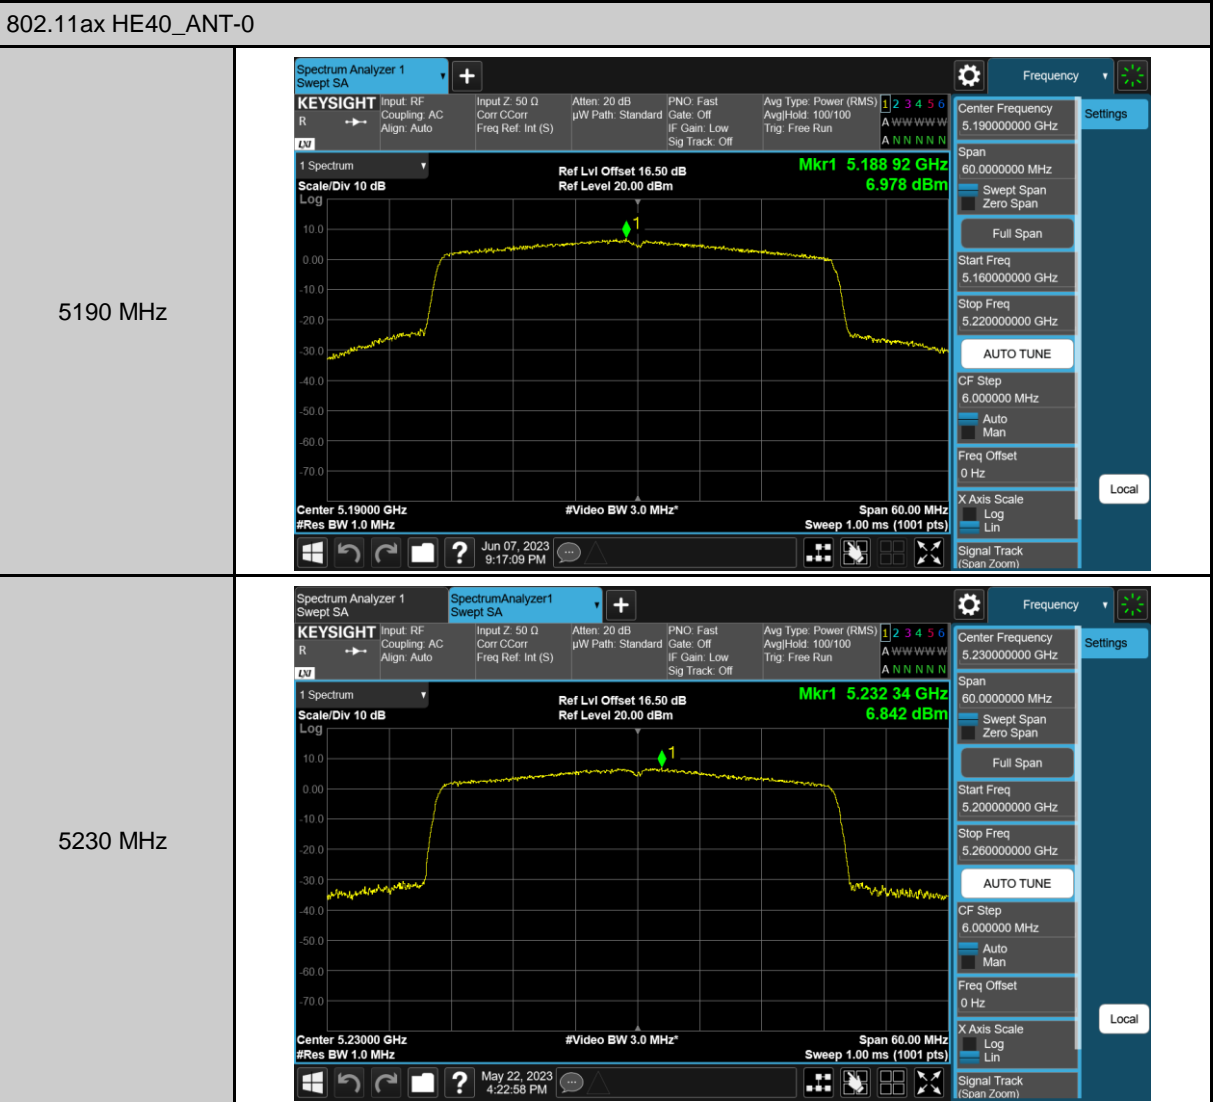 802.11ax HE40_ANT-0
5190 MHz
Spectrum Analyzer 1
Swept SA
Frequency
KEYSIGHT
R
LXI
Input: RF
Coupling: AC
Align: Auto
Input Z: 50 Ω
Corr CCorr
Freq Ref: Int (S)
Atten: 20 dB
µW Path: Standard
PNO: Fast
Gate: Off
IF Gain: Low
Sig Track: Off
Avg Type: Power (RMS)
Avg|Hold: 100/100
Trig: Free Run
1 2 3 4 5 6
A W W W W W
A N N N N N
1 Spectrum
Scale/Div 10 dB
Log
Ref Lvl Offset 16.50 dB
Ref Level 20.00 dBm
Mkr1 5.188 92 GHz
6.978 dBm
1
10.0
0.00
-10.0
-20.0
-30.0
-40.0
-50.0
-60.0
-70.0
Center 5.19000 GHz
#Res BW 1.0 MHz
#Video BW 3.0 MHz*
Span 60.00 MHz
Sweep 1.00 ms (1001 pts)
Jun 07, 2023
9:17:09 PM
Center Frequency
5.190000000 GHz
Settings
Span
60.0000000 MHz
Swept Span
Zero Span
Full Span
Start Freq
5.160000000 GHz
Stop Freq
5.220000000 GHz
AUTO TUNE
CF Step
6.000000 MHz
Auto
Man
Freq Offset
0 Hz
X Axis Scale
Log
Lin
Local
Signal Track
(Span Zoom)
5230 MHz
Spectrum Analyzer 1
Swept SA
SpectrumAnalyzer1
Swept SA
Frequency
KEYSIGHT
R
LXI
Input: RF
Coupling: AC
Align: Auto
Input Z: 50 Ω
Corr CCorr
Freq Ref: Int (S)
Atten: 20 dB
µW Path: Standard
PNO: Fast
Gate: Off
IF Gain: Low
Sig Track: Off
Avg Type: Power (RMS)
Avg|Hold: 100/100
Trig: Free Run
1 2 3 4 5 6
A W W W W W
A N N N N N
1 Spectrum
Scale/Div 10 dB
Log
Ref Lvl Offset 16.50 dB
Ref Level 20.00 dBm
Mkr1 5.232 34 GHz
6.842 dBm
1
10.0
0.00
-10.0
-20.0
-30.0
-40.0
-50.0
-60.0
-70.0
Center 5.23000 GHz
#Res BW 1.0 MHz
#Video BW 3.0 MHz*
Span 60.00 MHz
Sweep 1.00 ms (1001 pts)
May 22, 2023
4:22:58 PM
Center Frequency
5.230000000 GHz
Settings
Span
60.0000000 MHz
Swept Span
Zero Span
Full Span
Start Freq
5.200000000 GHz
Stop Freq
5.260000000 GHz
AUTO TUNE
CF Step
6.000000 MHz
Auto
Man
Freq Offset
0 Hz
X Axis Scale
Log
Lin
Local
Signal Track
(Span Zoom)